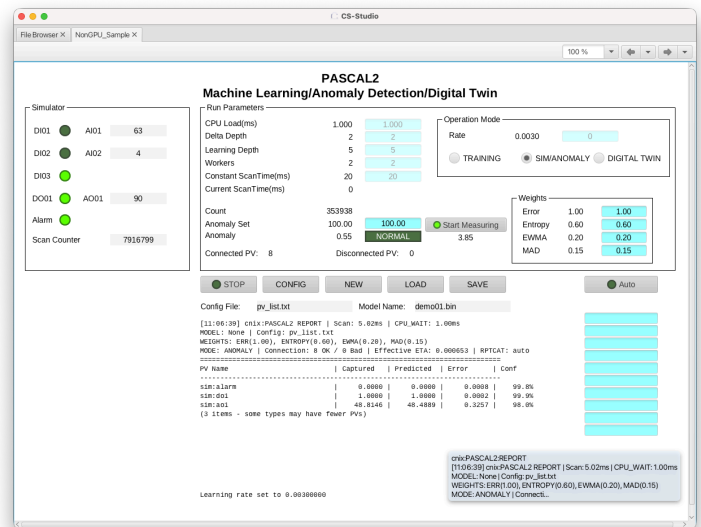 CS-Studio
File Browser
NonGPU_Sample
100 %
PASCAL2
Machine Learning/Anomaly Detection/Digital Twin
Simulator
DI01 AI01 63
DI02 AI02 4
DI03
DO01 AO01 90
Alarm
Scan Counter 7916799
Run Parameters
CPU Load(ms) 1.000 1.000
Delta Depth 2 2
Learning Depth 5 5
Workers 2 2
Constant ScanTime(ms) 20 20
Current ScanTime(ms) 0
Count 353938
Anomaly Set 100.00 100.00 Start Measuring
Anomaly 0.55 NORMAL 3.85
Connected PV: 8 Disconnected PV: 0
Operation Mode
Rate 0.0030 0
TRAINING SIM/ANOMALY DIGITAL TWIN
Weights
Error 1.00 1.00
Entropy 0.60 0.60
EWMA 0.20 0.20
MAD 0.15 0.15
STOP CONFIG NEW LOAD SAVE Auto
Config File: pv_list.txt Model Name: demo01.bin
[11:06:39] cnix:PASCAL2 REPORT | Scan: 5.02ms | CPU_WAIT: 1.00ms
MODEL: None | Config: pv_list.txt
WEIGHTS: ERR(1.00), ENTROPY(0.60), EWMA(0.20), MAD(0.15)
MODE: ANOMALY | Connection: 8 OK / 0 Bad | Effective ETA: 0.000653 | RPTCAT: auto
PV Name | Captured | Predicted | Error | Conf
sim:alarm | 0.0000 | 0.0000 | 0.0008 | 99.8%
sim:doi | 1.0000 | 1.0000 | 0.0002 | 99.9%
sim:aoi | 48.8146 | 48.4889 | 0.3257 | 98.0%
(3 items - some types may have fewer PVs)
cnix:PASCAL2:REPORT
[11:06:39] cnix:PASCAL2 REPORT | Scan: 5.02ms | CPU_WAIT: 1.00ms
MODEL: None | Config: pv_list.txt
WEIGHTS: ERR(1.00), ENTROPY(0.60), EWMA(0.20), MAD(0.15)
MODE: ANOMALY | Connecti...
Learning rate set to 0.00300000